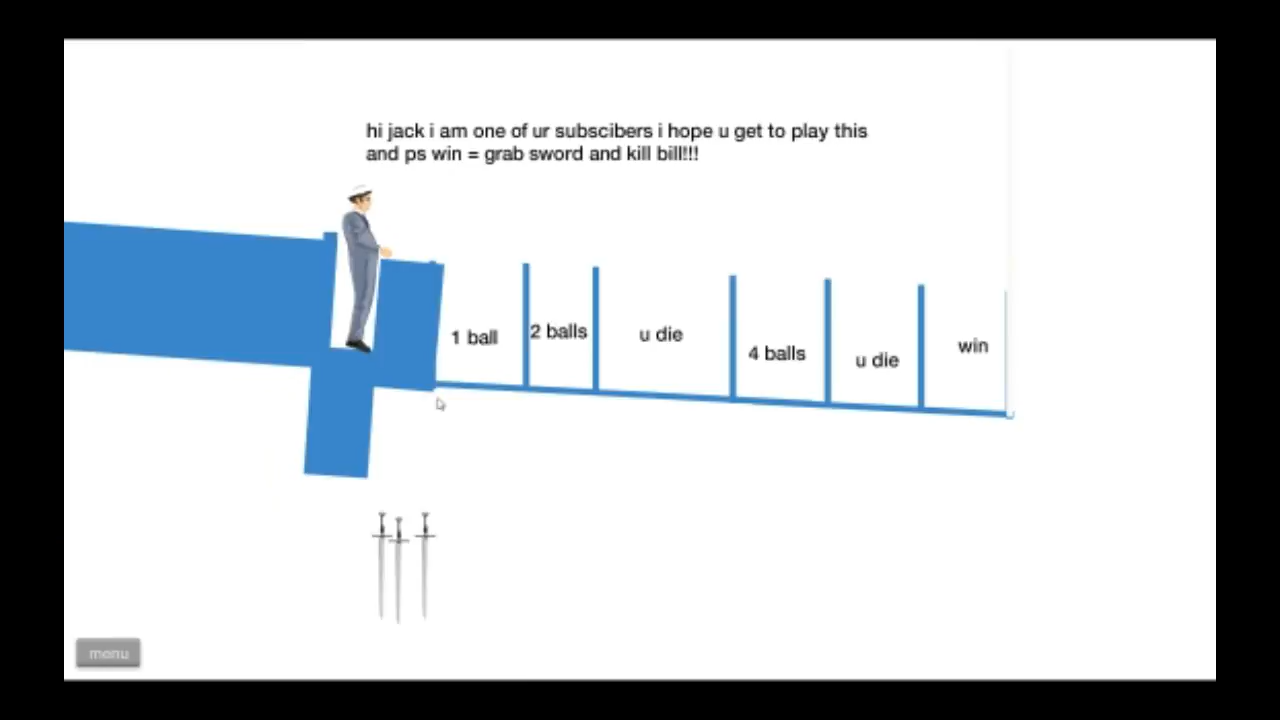 hi jack i am one of ur subscibers i hope u get to play this
and ps win = grab sword and kill bill!!!
1 ball
2 balls
u die
4 balls
u die
win
menu